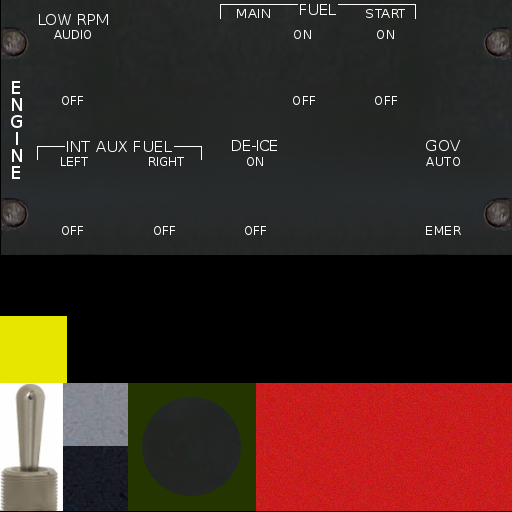 FUEL
MAIN START
LOW RPM
AUDIO ON ON
OFF OFF OFF
ENGINE
INT AUX FUEL DE-ICE GOV
LEFT RIGHT ON AUTO
OFF OFF OFF EMER